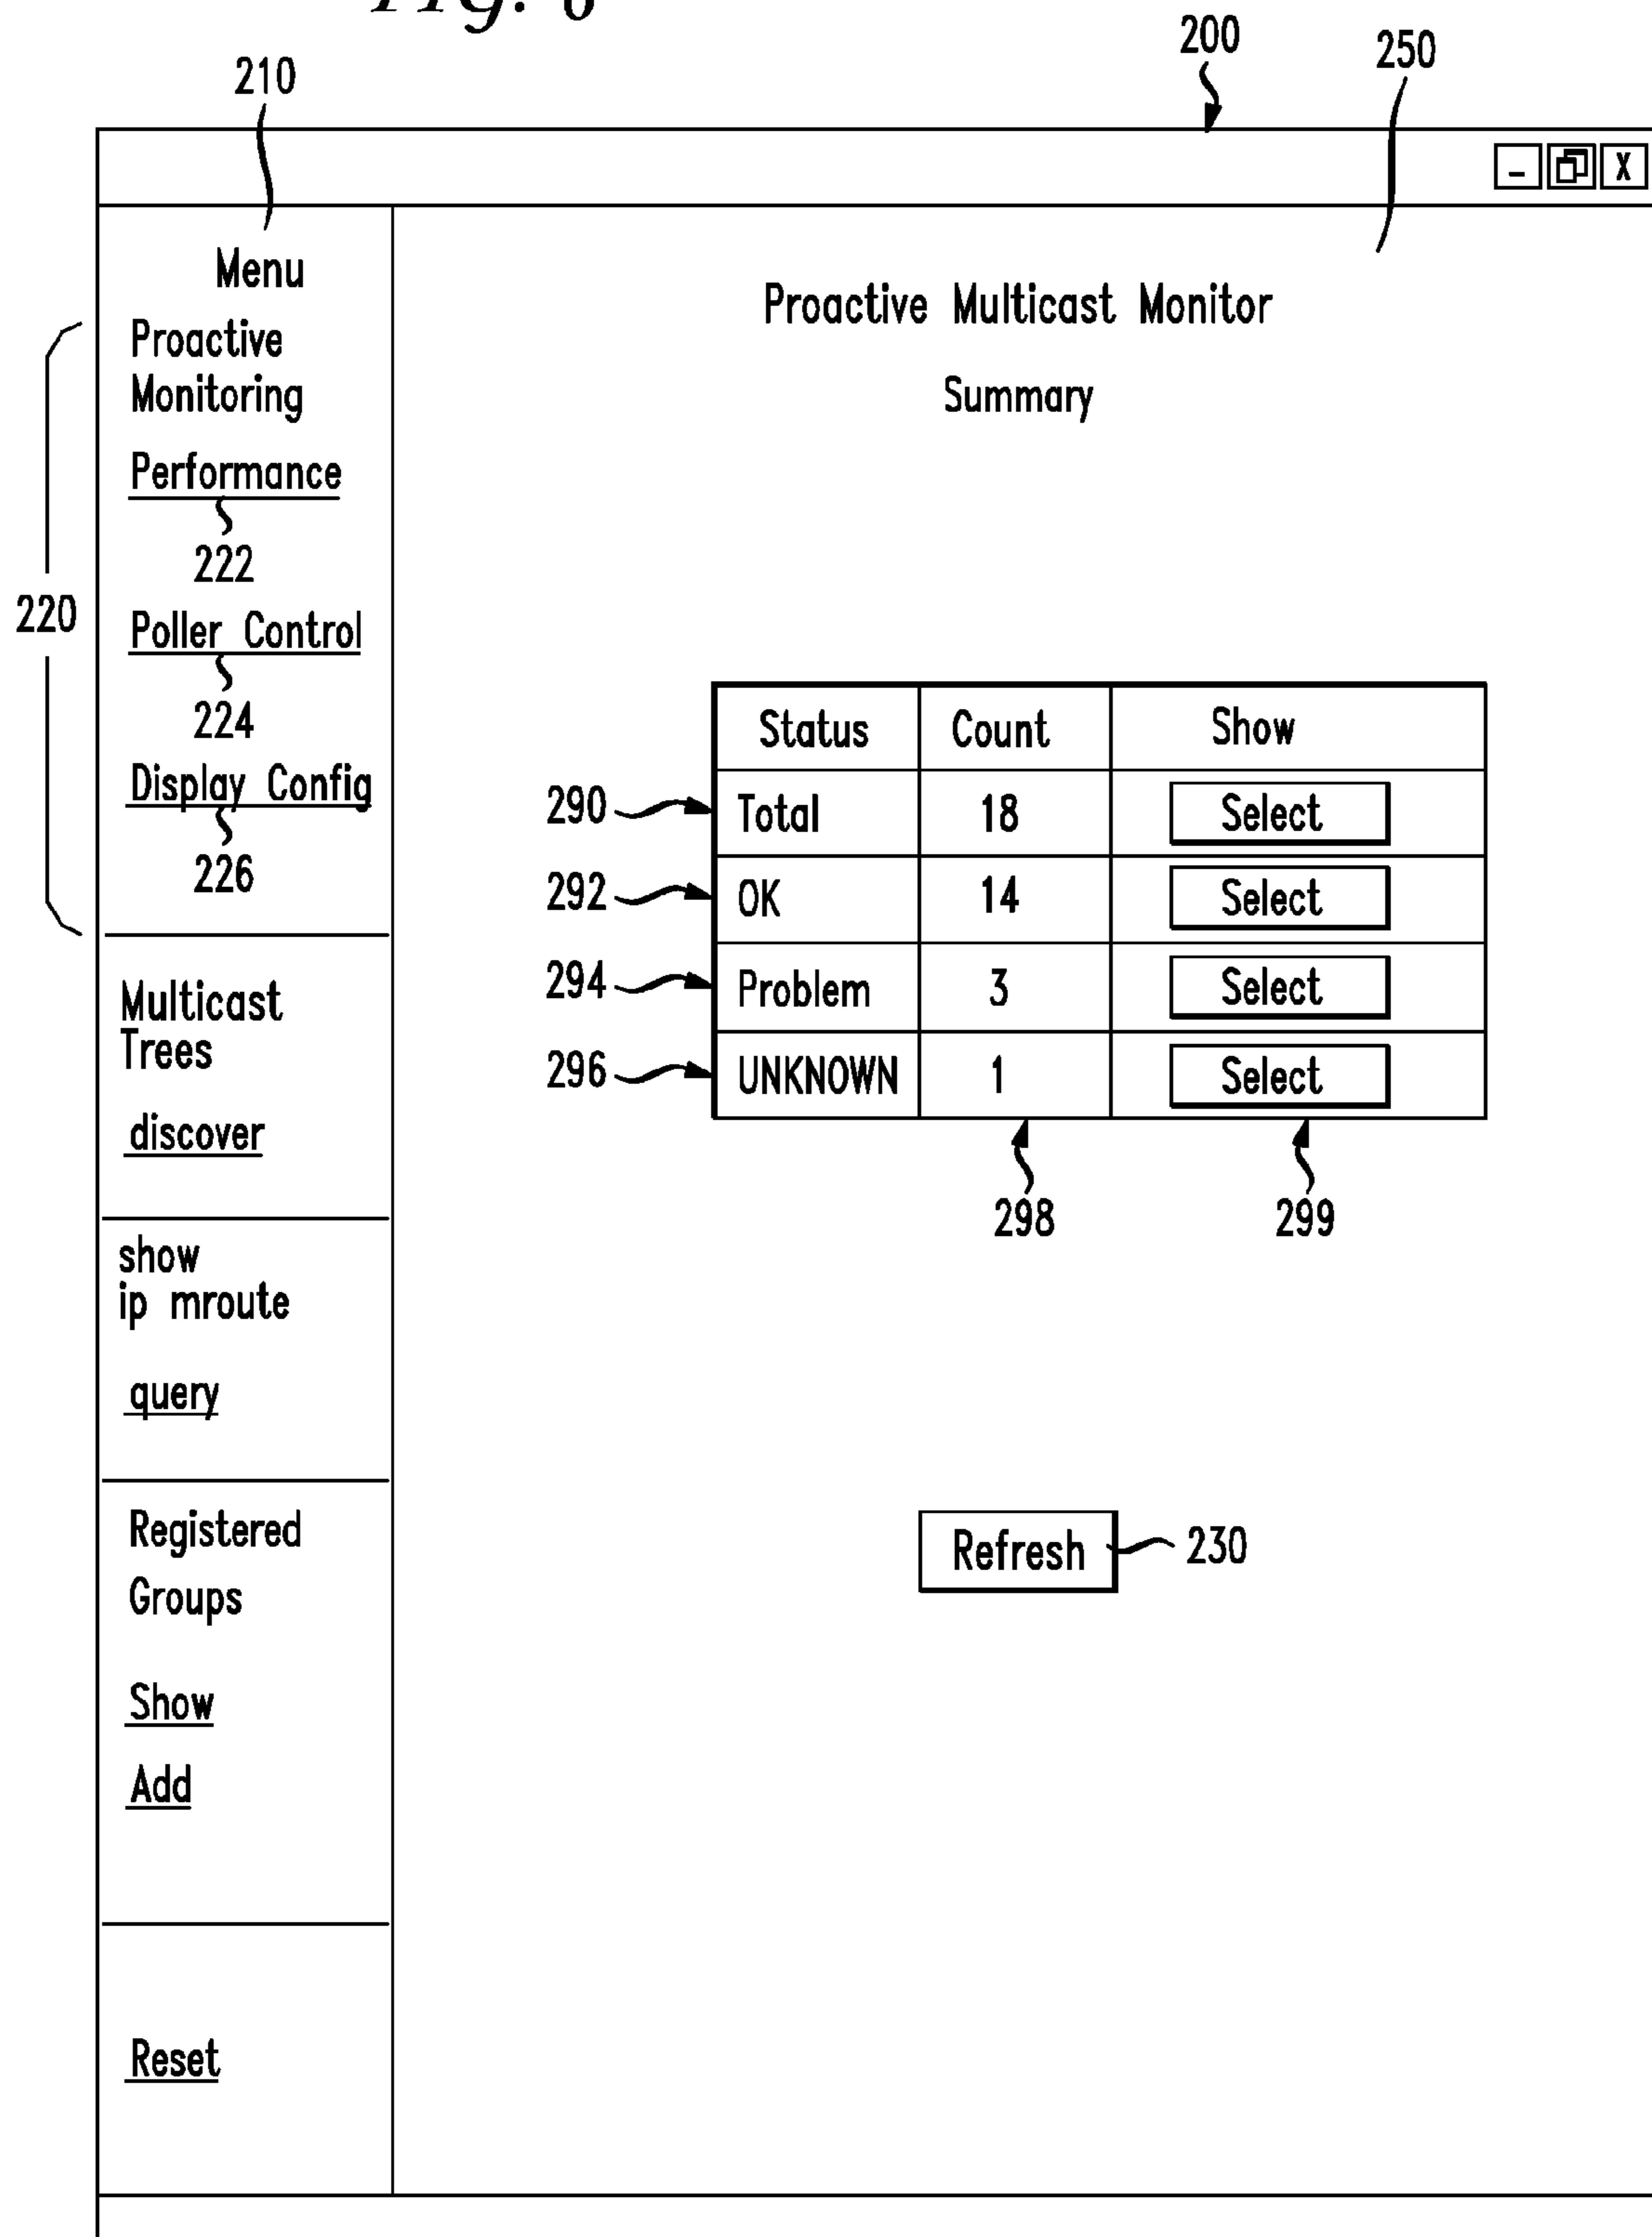 Fig. 6
200
250
210
X
Menu
Proactive
Monitoring
Performance
222
220
Poller Control
224
Display Config
226
Multicast
Trees
discover
show
ip mroute
query
Registered
Groups
Show
Add
Reset
Proactive Multicast Monitor
Summary
Status Count Show
290 Total 18 Select
292 OK 14 Select
294 Problem 3 Select
296 UNKNOWN 1 Select
298 299
Refresh 230